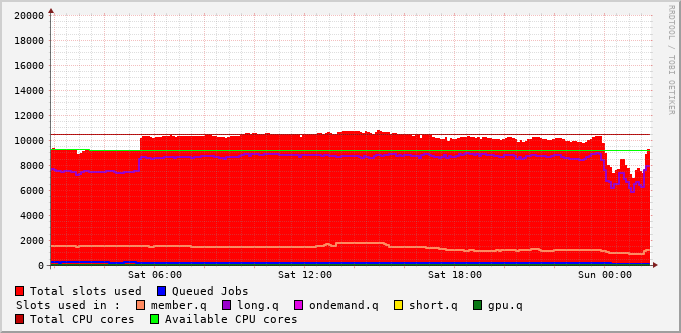 20000
18000
16000
14000
12000
10000
8000
6000
4000
2000
0
Sat 06:00 Sat 12:00 Sat 18:00 Sun 00:00
RRDTOOL / TOBI OETIKER
Total slots used Queued Jobs
Slots used in : member.q long.q ondemand.q short.q gpu.q
Total CPU cores Available CPU cores